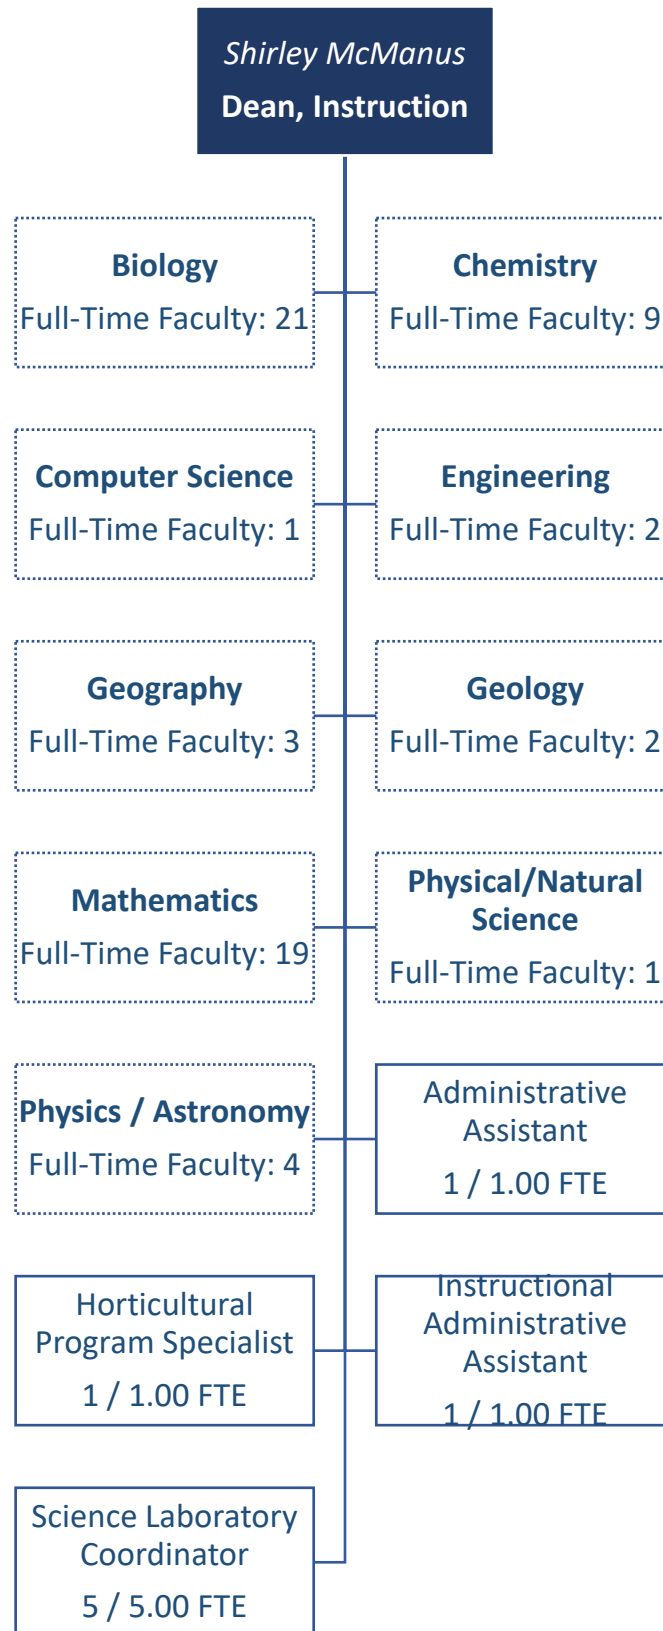 Shirley McManus
Dean, Instruction
Biology
Full-Time Faculty: 21
Chemistry
Full-Time Faculty: 9
Computer Science
Full-Time Faculty: 1
Engineering
Full-Time Faculty: 2
Geography
Full-Time Faculty: 3
Geology
Full-Time Faculty: 2
Mathematics
Full-Time Faculty: 19
Physical/Natural
Science
Full-Time Faculty: 1
Physics / Astronomy
Full-Time Faculty: 4
Administrative
Assistant
1 / 1.00 FTE
Horticultural
Program Specialist
1 / 1.00 FTE
Instructional
Administrative
Assistant
1 / 1.00 FTE
Science Laboratory
Coordinator
5 / 5.00 FTE